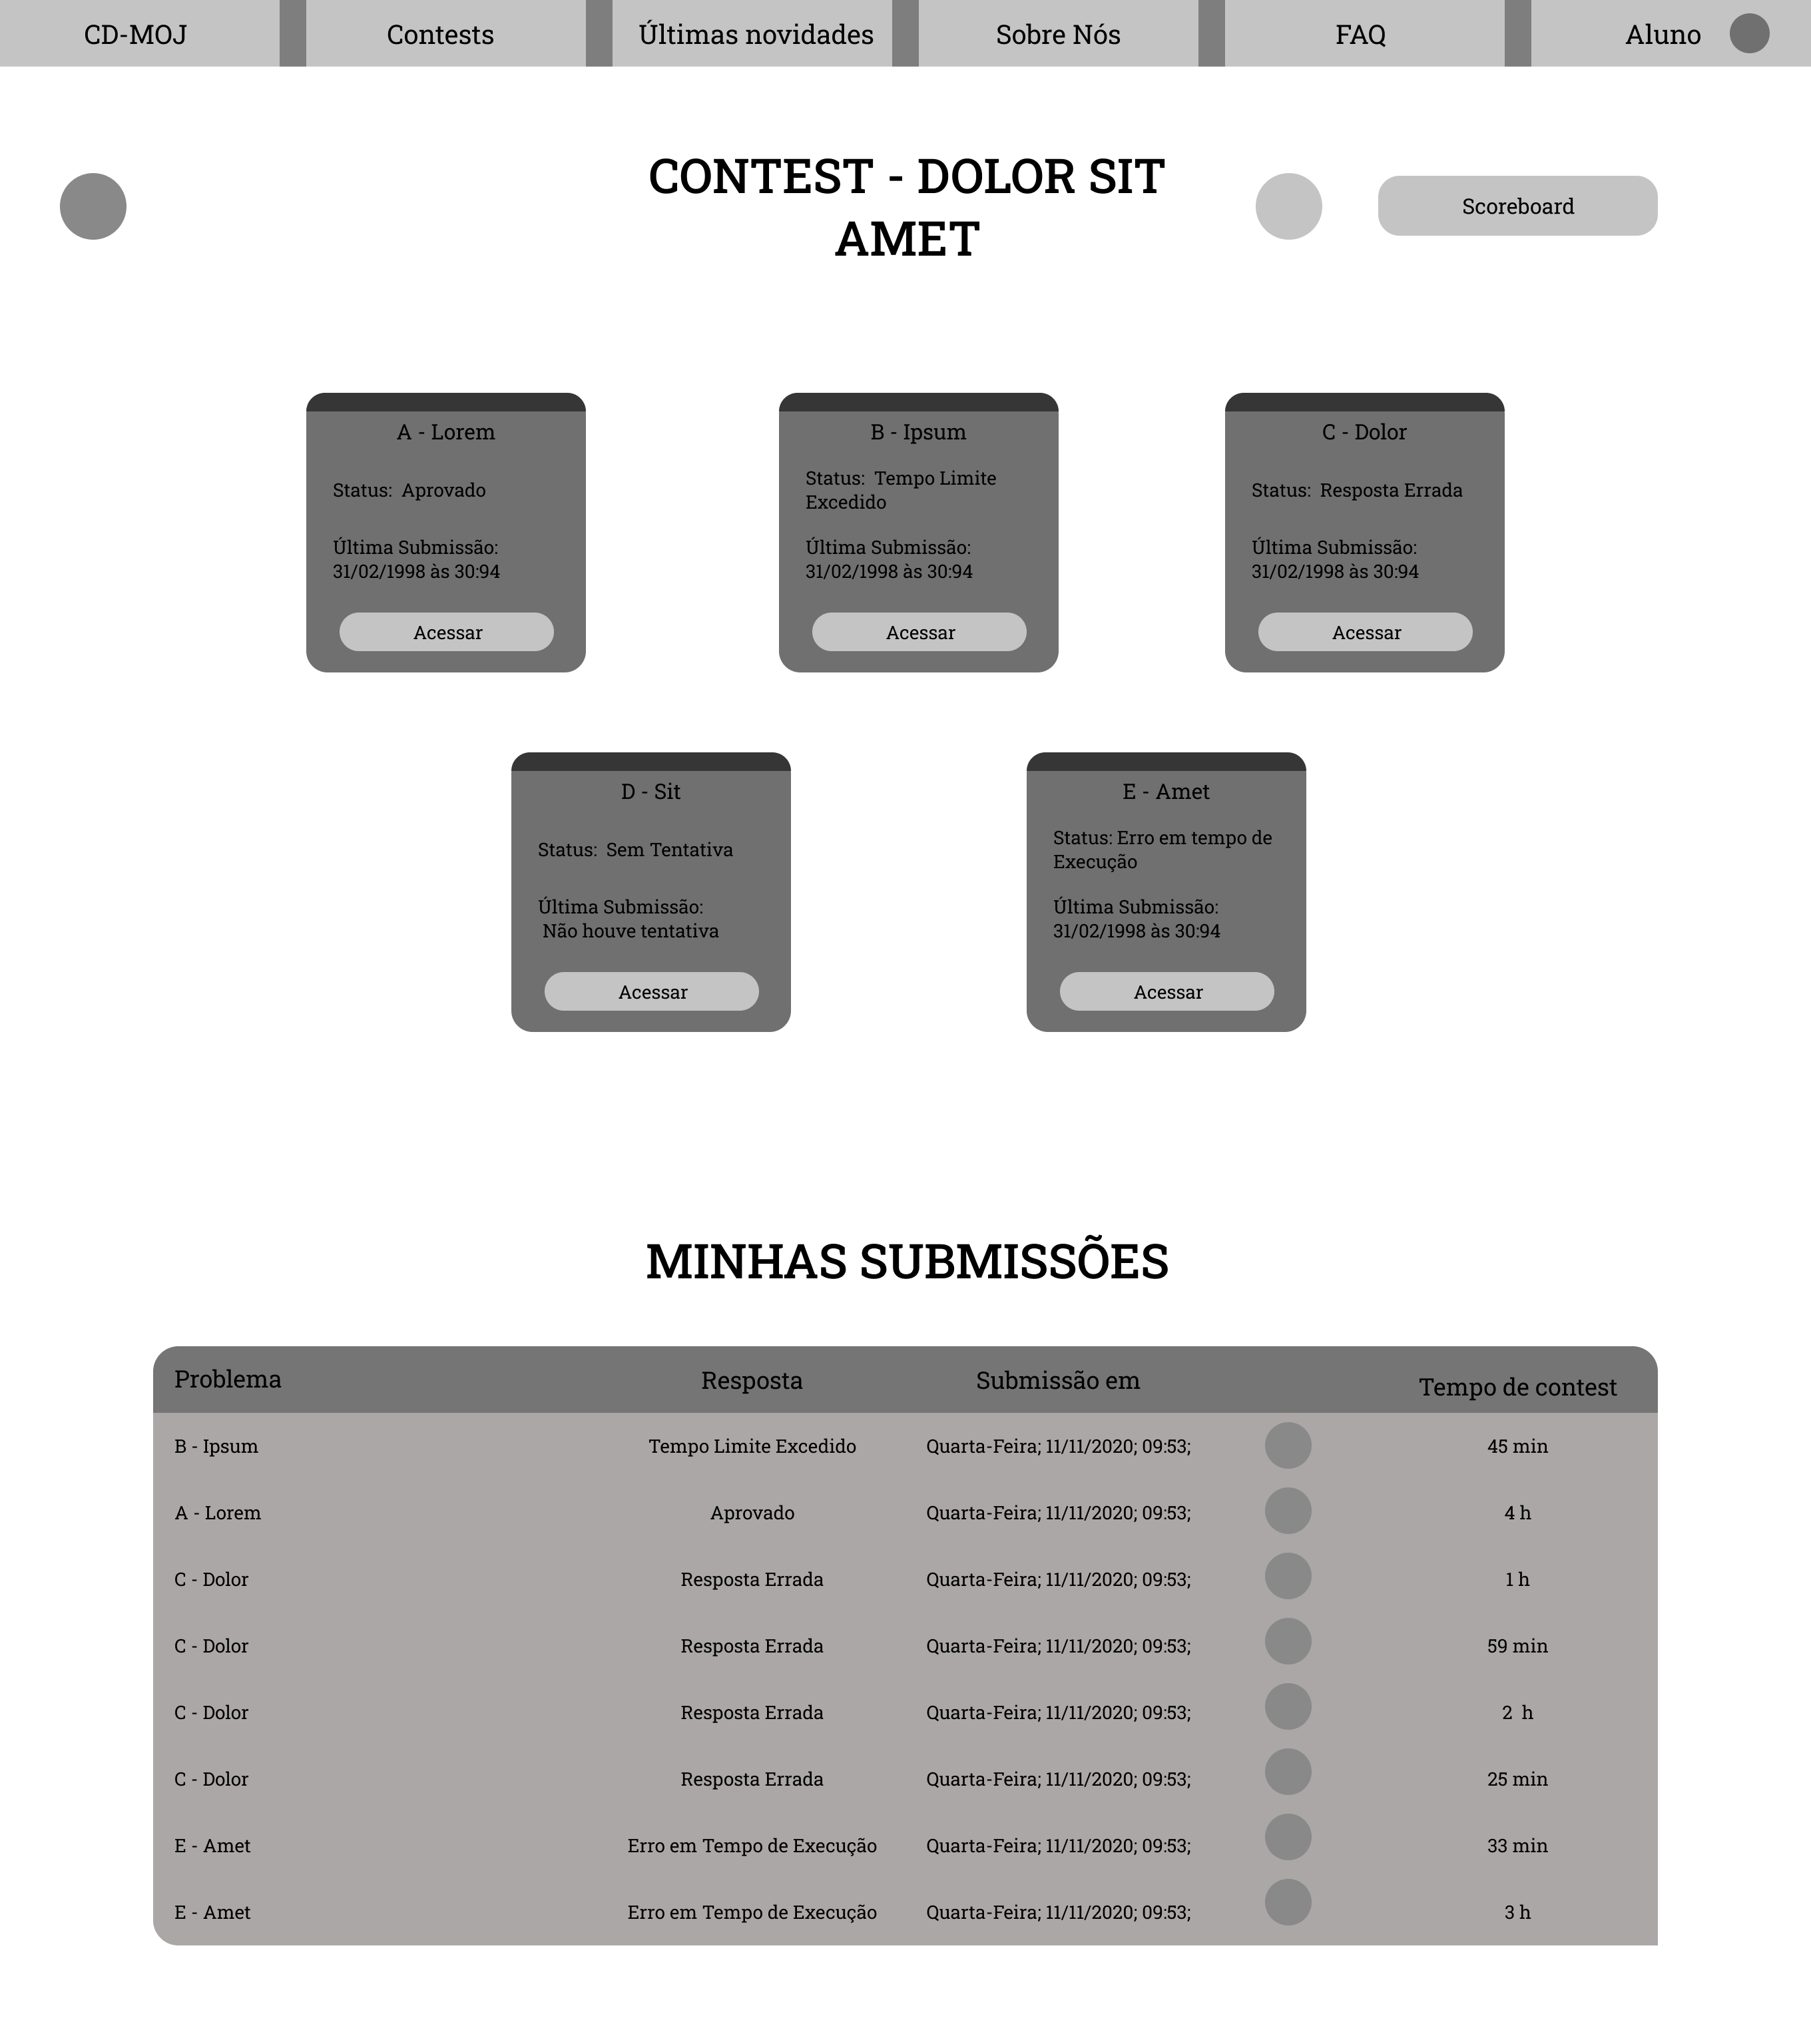 CD-MOJ
Contests
Últimas novidades
Sobre Nós
FAQ
Aluno
CONTEST - DOLOR SIT
AMET
Scoreboard
A - Lorem
Status:  Aprovado
Última Submissão:
31/02/1998 às 30:94
Acessar
B - Ipsum
Status:  Tempo Limite
Excedido
Última Submissão:
31/02/1998 às 30:94
Acessar
C - Dolor
Status:  Resposta Errada
Última Submissão:
31/02/1998 às 30:94
Acessar
D - Sit
Status:  Sem Tentativa
Última Submissão:
Não houve tentativa
Acessar
E - Amet
Status: Erro em tempo de
Execução
Última Submissão:
31/02/1998 às 30:94
Acessar
MINHAS SUBMISSÕES
Problema Resposta Submissão em Tempo de contest
B - Ipsum Tempo Limite Excedido Quarta-Feira; 11/11/2020; 09:53; 45 min
A - Lorem Aprovado Quarta-Feira; 11/11/2020; 09:53; 4 h
C - Dolor Resposta Errada Quarta-Feira; 11/11/2020; 09:53; 1 h
C - Dolor Resposta Errada Quarta-Feira; 11/11/2020; 09:53; 59 min
C - Dolor Resposta Errada Quarta-Feira; 11/11/2020; 09:53; 2  h
C - Dolor Resposta Errada Quarta-Feira; 11/11/2020; 09:53; 25 min
E - Amet Erro em Tempo de Execução Quarta-Feira; 11/11/2020; 09:53; 33 min
E - Amet Erro em Tempo de Execução Quarta-Feira; 11/11/2020; 09:53; 3 h